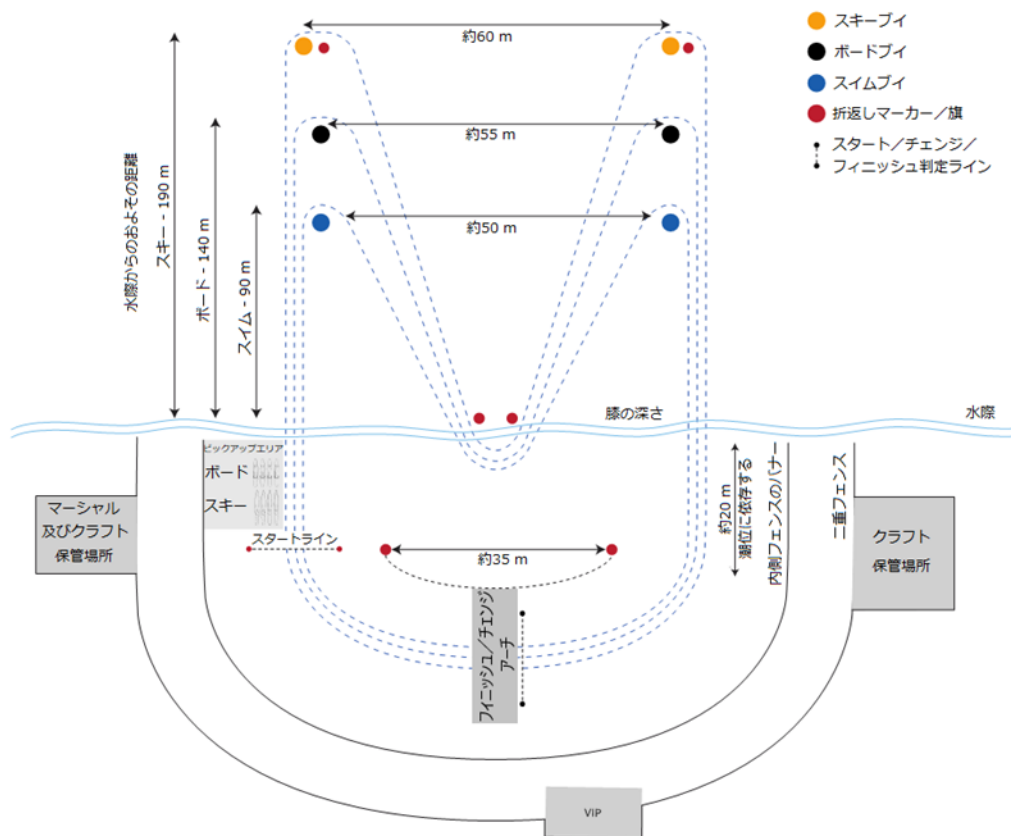 約60 m
スキーブイ
ボードブイ
スイムブイ
折返しマーカー／旗
スタート／チェンジ／
フィニッシュ判定ライン
約55 m
約50 m
水際からのおよその距離
スキー - 190 m
ボード - 140 m
スイム - 90 m
膝の深さ
水際
ピックアップエリア
ボード
スキー
マーシャル
及びクラフト
保管場所
スタートライン
約35 m
約20 m
潮位に依存する
内側フェンスのバナー
二重フェンス
クラフト
保管場所
フィニッシュ／チェンジ
アーチ
VIP